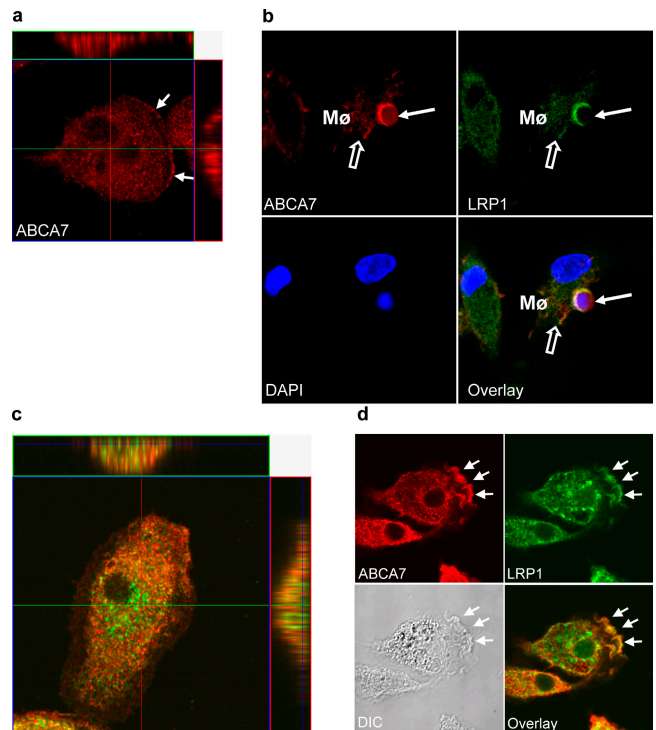 a
ABCA7
b
Mø
ABCA7
Mø
LRP1
DAPI
Mø
Overlay
c
d
ABCA7
LRP1
DIC
Overlay